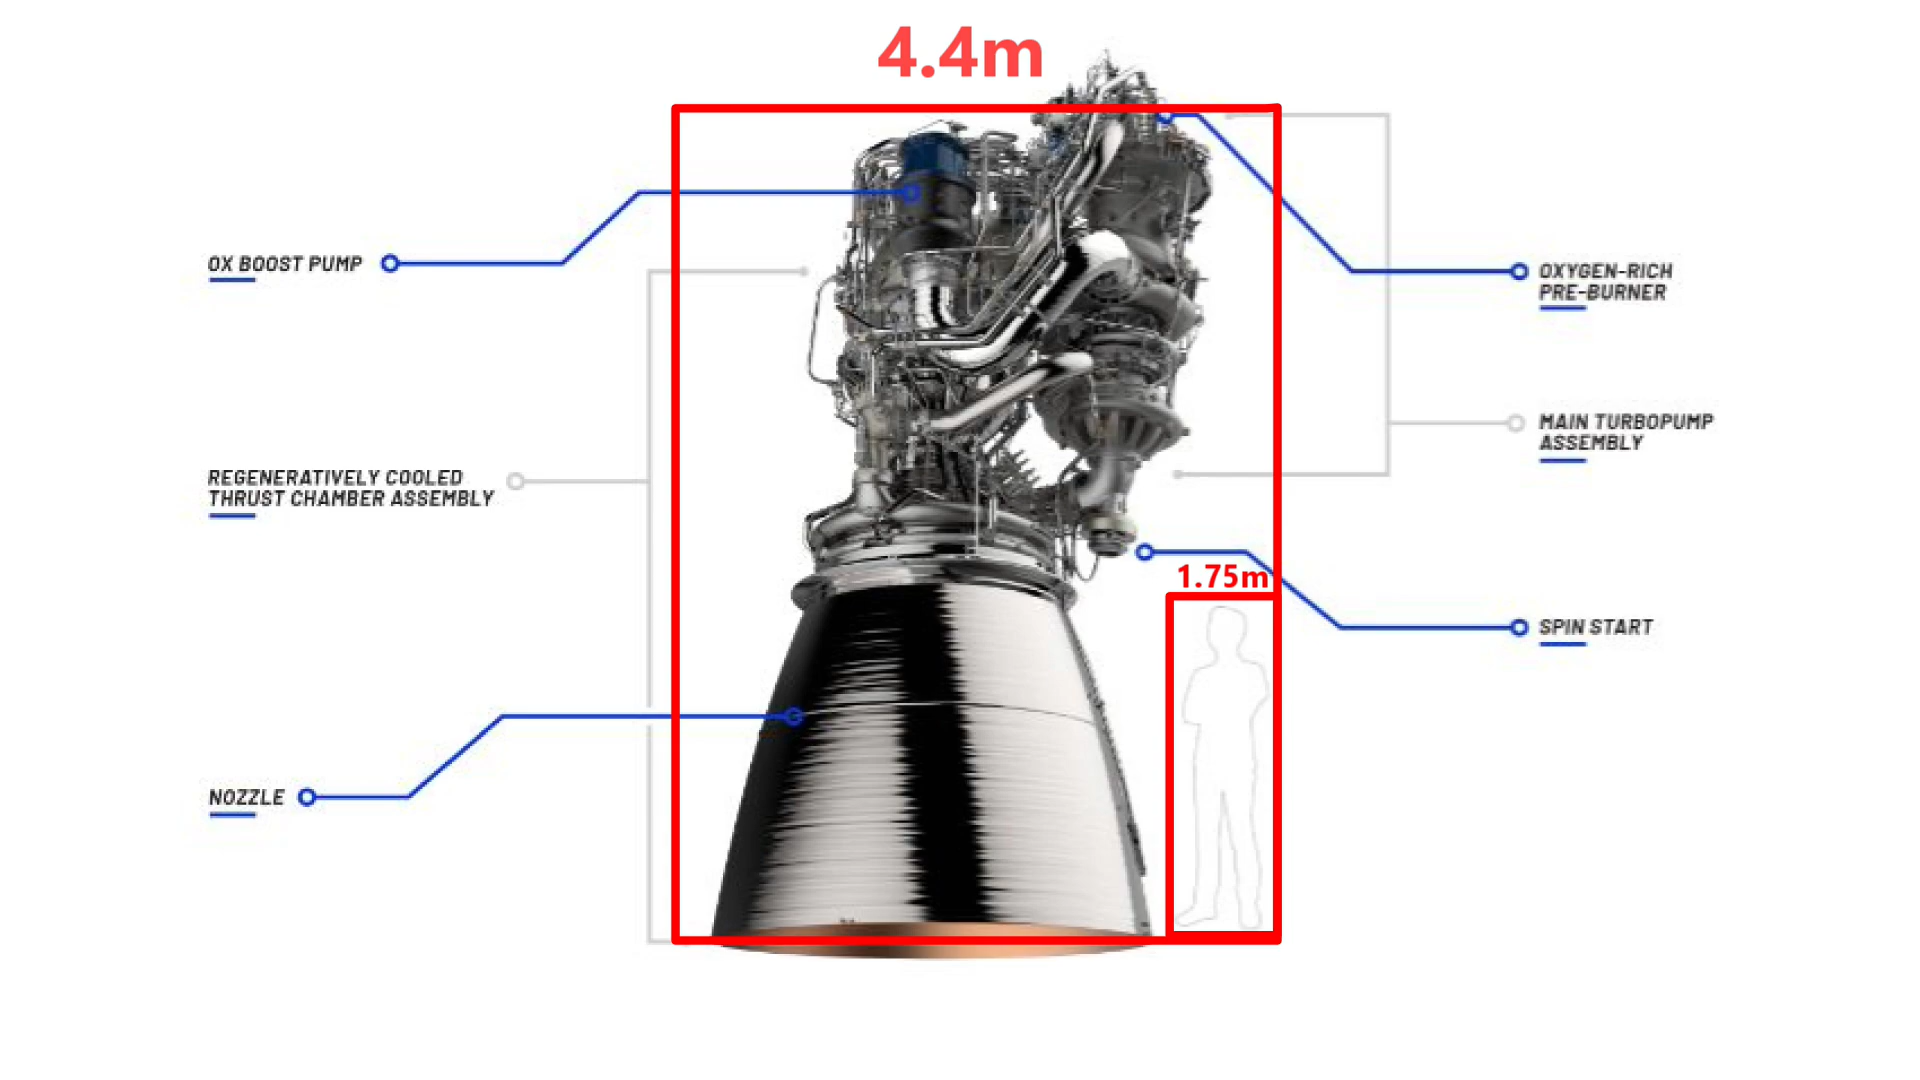 4.4m
OX BOOST PUMP
OXYGEN-RICH
PRE-BURNER
MAIN TURBOPUMP
ASSEMBLY
REGENERATIVELY COOLED
THRUST CHAMBER ASSEMBLY
1.75m
SPIN START
NOZZLE